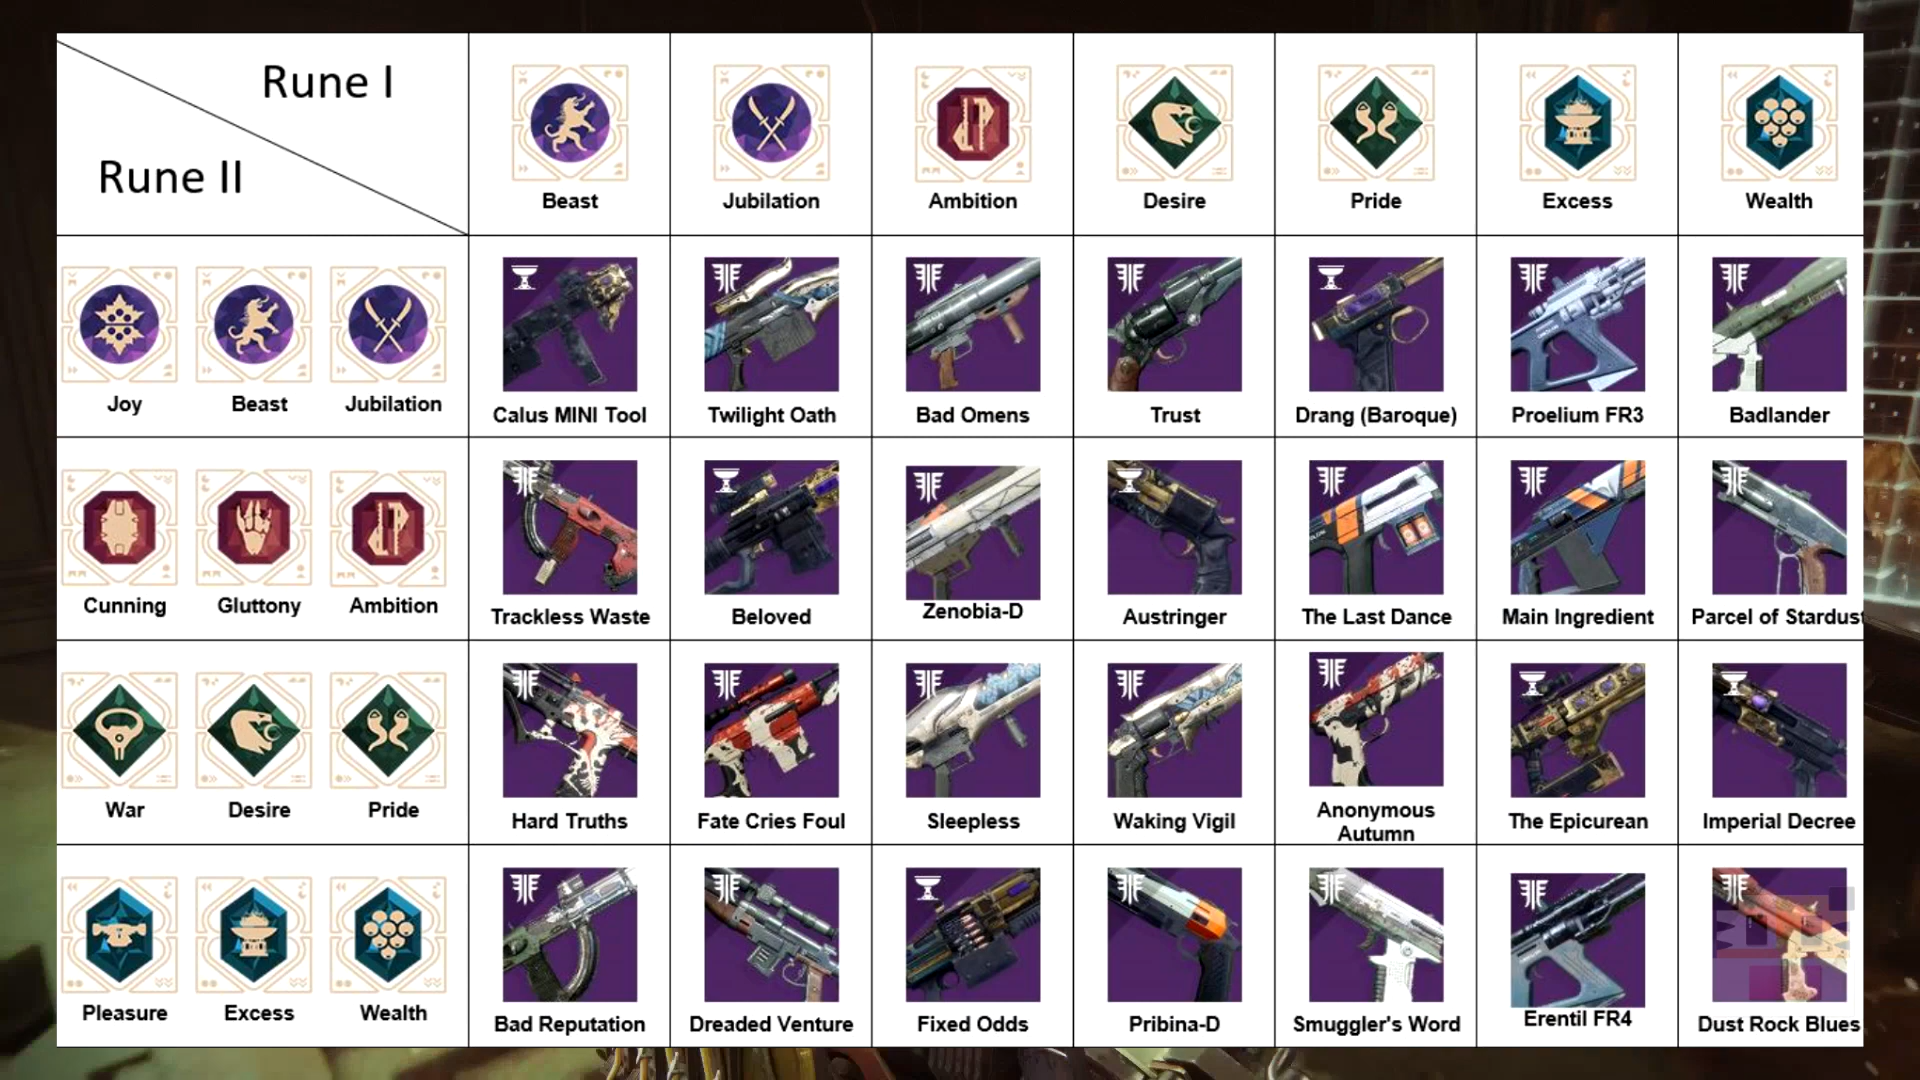 Rune I
Rune II
Beast
Jubilation
Ambition
Desire
Pride
Excess
Wealth
Joy
Beast
Jubilation
Calus MINI Tool
Twilight Oath
Bad Omens
Trust
Drang (Baroque)
Proelium FR3
Badlander
Cunning
Gluttony
Ambition
Trackless Waste
Beloved
Zenobia-D
Austringer
The Last Dance
Main Ingredient
Parcel of Stardust
War
Desire
Pride
Hard Truths
Fate Cries Foul
Sleepless
Waking Vigil
Anonymous
Autumn
The Epicurean
Imperial Decree
Pleasure
Excess
Wealth
Bad Reputation
Dreaded Venture
Fixed Odds
Pribina-D
Smuggler's Word
Erentil FR4
Dust Rock Blues